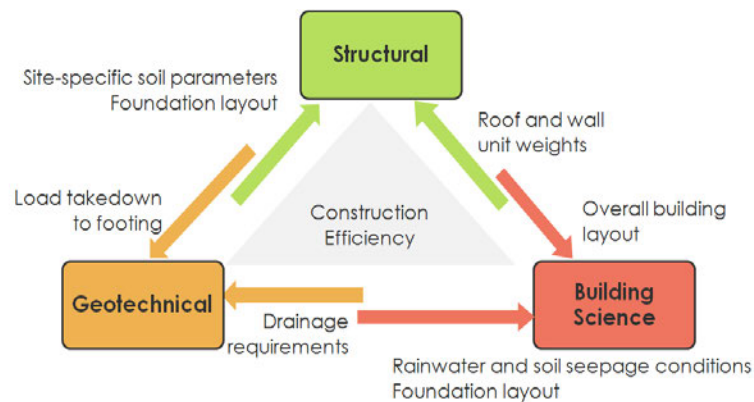 Structural
Site-specific soil parameters
Foundation layout
Roof and wall
unit weights
Load takedown
to footing
Construction
Efficiency
Overall building
layout
Geotechnical
Building
Science
Drainage
requirements
Rainwater and soil seepage conditions
Foundation layout